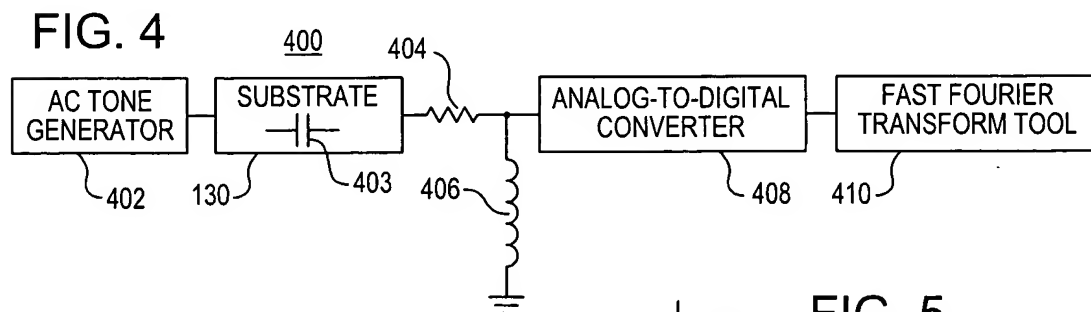 FIG. 4
400
404
AC TONE
GENERATOR
SUBSTRATE
ANALOG-TO-DIGITAL
CONVERTER
FAST FOURIER
TRANSFORM TOOL
402
130
403
406
408
410
FIG. 5